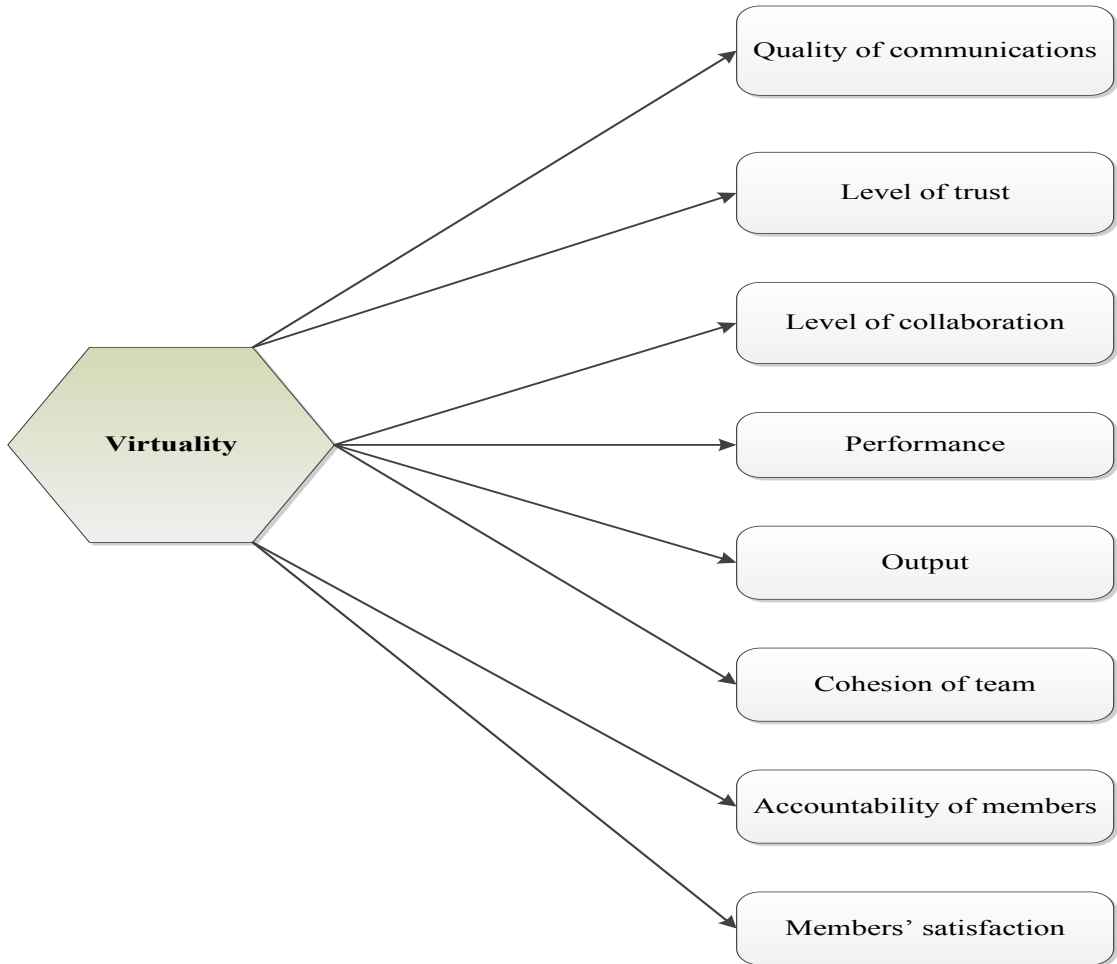 Quality of communications
Level of trust
Level of collaboration
Virtuality
Performance
Output
Cohesion of team
Accountability of members
Members’ satisfaction